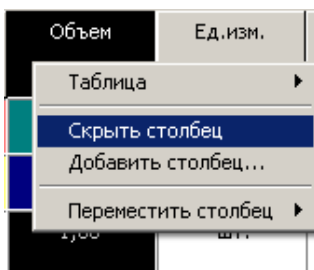 Объем Ед.изм.
Таблица
Скрыть столбец
Добавить столбец...
Переместить столбец